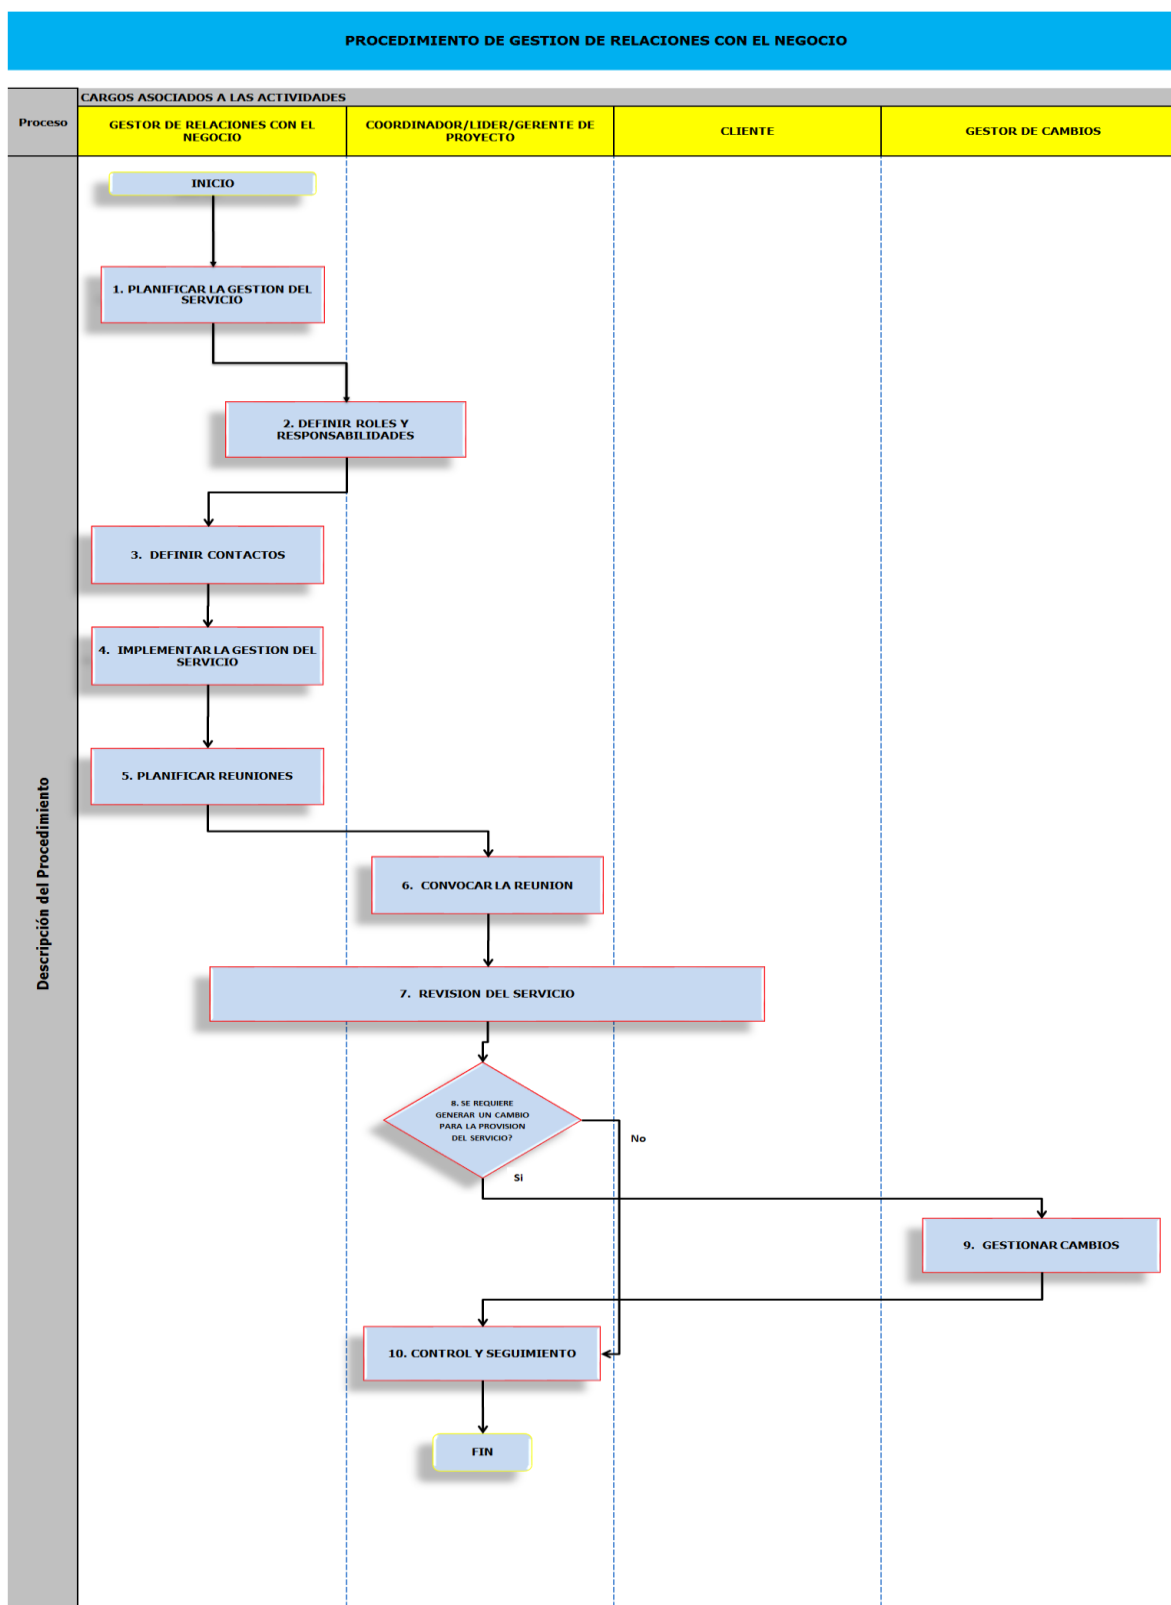 PROCEDIMIENTO DE GESTION DE RELACIONES CON EL NEGOCIO
CARGOS ASOCIADOS A LAS ACTIVIDADES
Proceso
GESTOR DE RELACIONES CON EL
NEGOCIO
COORDINADOR/LIDER/GERENTE DE
PROYECTO
CLIENTE
GESTOR DE CAMBIOS
Descripción del Procedimiento
INICIO
1. PLANIFICAR LA GESTION DEL
SERVICIO
2. DEFINIR ROLES Y
RESPONSABILIDADES
3. DEFINIR CONTACTOS
4. IMPLEMENTAR LA GESTION DEL
SERVICIO
5. PLANIFICAR REUNIONES
6. CONVOCAR LA REUNION
7. REVISION DEL SERVICIO
8. SE REQUIERE
GENERAR UN CAMBIO
PARA LA PROVISION
DEL SERVICIO?
No
Si
9. GESTIONAR CAMBIOS
10. CONTROL Y SEGUIMIENTO
FIN